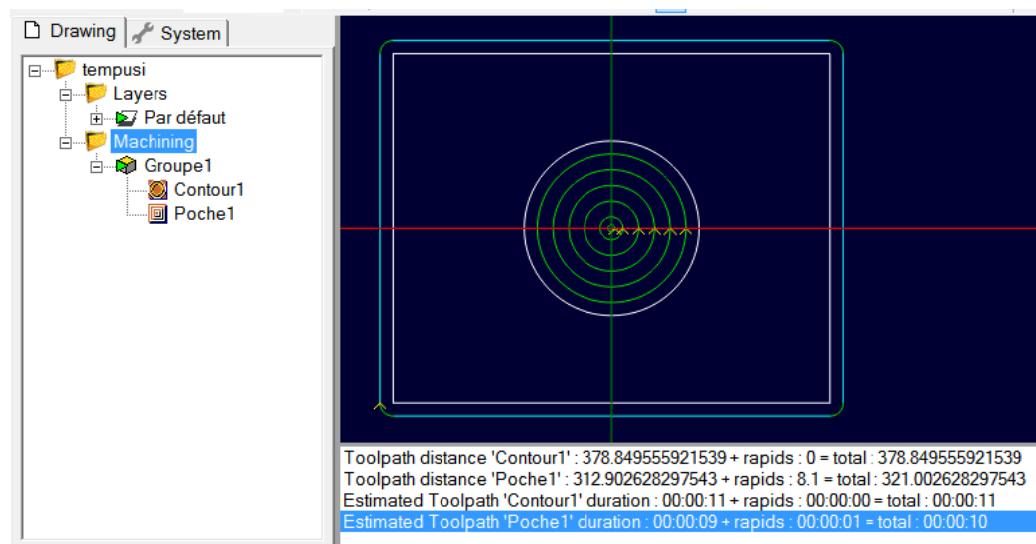 Drawing
System
tempusi
Layers
Par défaut
Machining
Groupe1
Contour1
Poche1
Toolpath distance 'Contour1' : 378.849555921539 + rapids : 0 = total : 378.849555921539
Toolpath distance 'Poche1' : 312.902628297543 + rapids : 8.1 = total : 321.002628297543
Estimated Toolpath 'Contour1' duration : 00:00:11 + rapids : 00:00:00 = total : 00:00:11
Estimated Toolpath 'Poche1' duration : 00:00:09 + rapids : 00:00:01 = total : 00:00:10